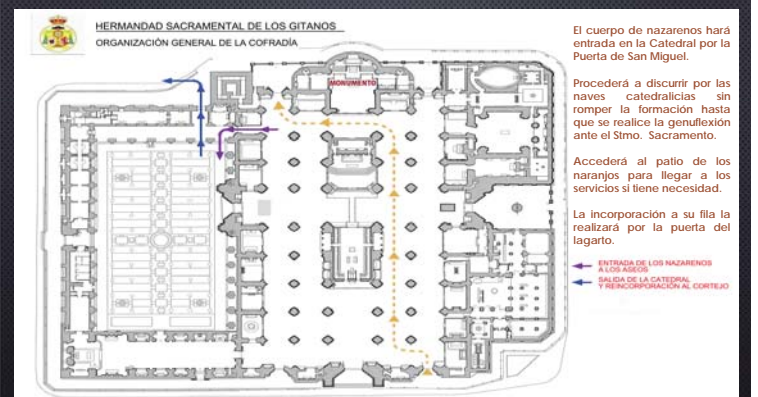 HERMANDAD SACRAMENTAL DE LOS GITANOS
ORGANIZACIÓN GENERAL DE LA COFRADÍA
MONUMENTO
El cuerpo de nazarenos hará
entrada en la Catedral por la
Puerta de San Miguel.
Procederá a discurrir por las
naves catedralicias sin
romper la formación hasta
que se realice la genuflexión
ante el Stmo. Sacramento.
Accederá al patio de los
naranjos para llegar a los
servicios si tiene necesidad.
La incorporación a su fila la
realizará por la puerta del
lagarto.
ENTRADA DE LOS NAZARENOS
A LOS ASEOS
SALIDA DE LA CATEDRAL
Y REINCORPORACIÓN AL CORTEJO